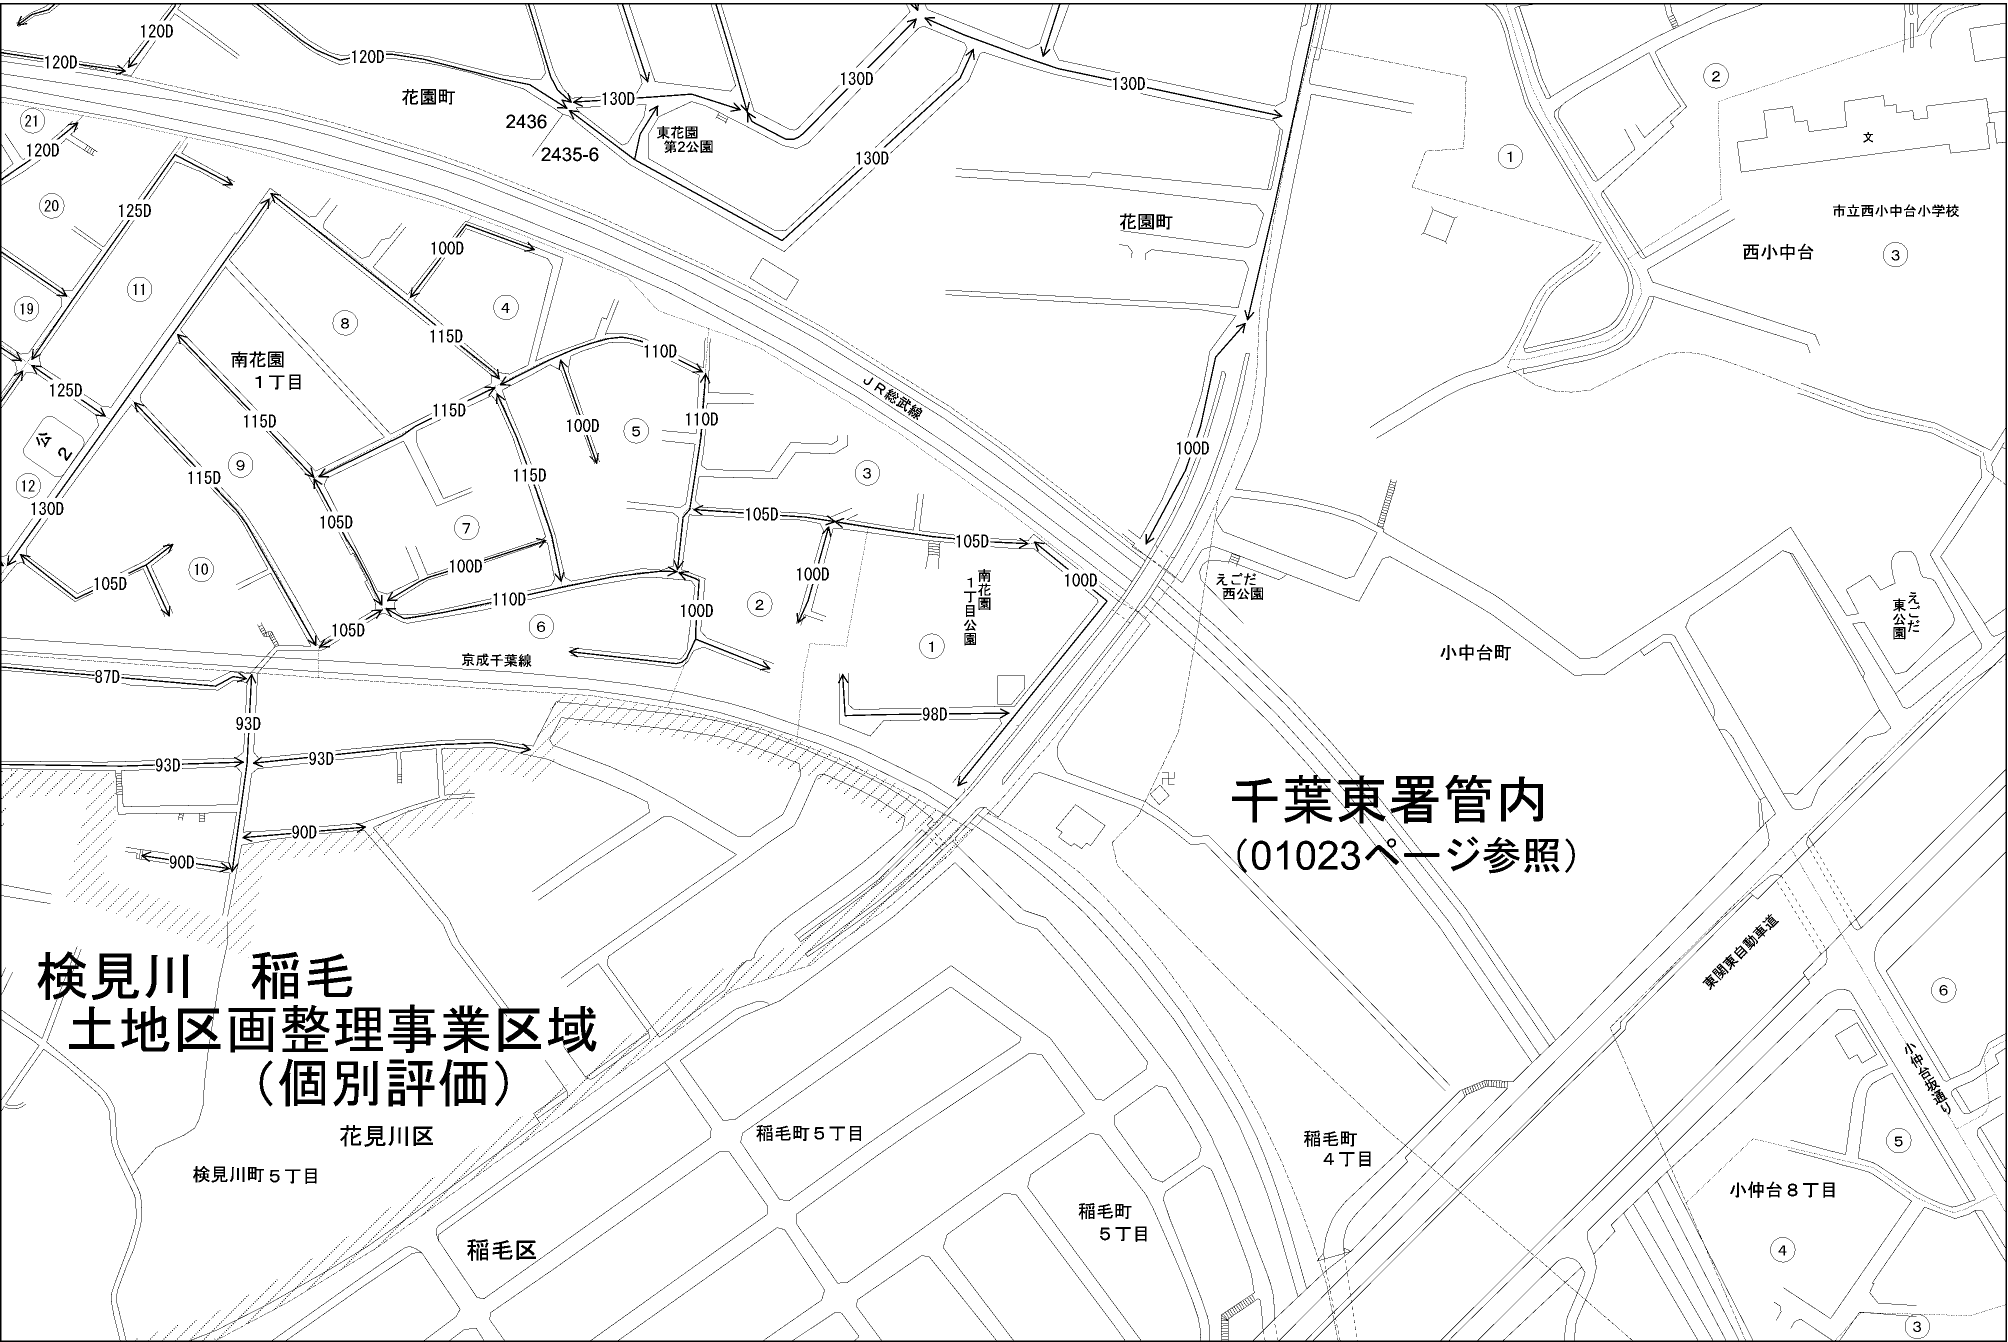 120D
120D
120D
花園町
130D
130D
130D
2436
2435-6
東花園
第2公園
130D
花園町
21
120D
20
125D
11
19
125D
公
2
12
130D
100D
4
8
115D
南花園
1丁目
115D
115D
110D
110D
100D
5
115D
9
115D
105D
7
100D
110D
105D
6
10
105D
3
105D
105D
100D
100D
100D
2
1
南花園
1丁目公園
98D
京成千葉線
87D
93D
93D
93D
90D
90D
JR総武線
100D
1
2
文
市立西小中台小学校
西小中台
3
えごだ
西公園
小中台町
えごだ
東公園
千葉東署管内
(01023ページ参照)
東関東自動車道
6
小仲台坂通り
5
小仲台8丁目
4
3
検見川 稲毛
土地区画整理事業区域
(個別評価)
花見川区
検見川町5丁目
稲毛区
稲毛町5丁目
稲毛町
5丁目
稲毛町
4丁目